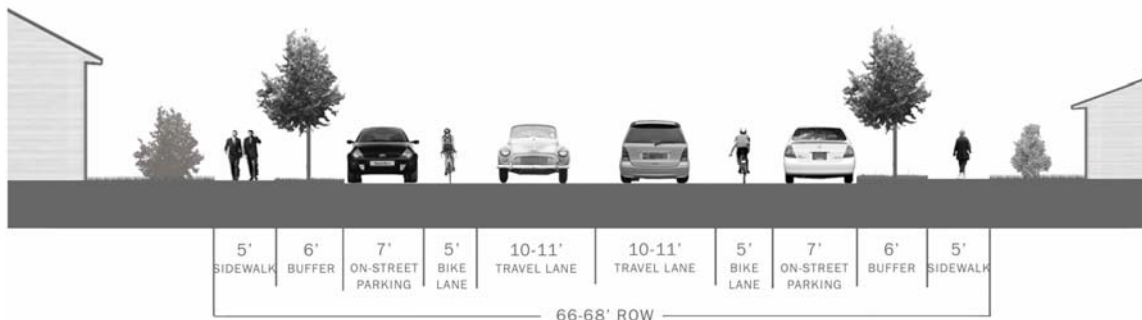 5' 6' 7' 5' 10-11' 10-11' 5' 7' 6' 5'
SIDEWALK BUFFER ON-STREET BIKE TRAVEL LANE TRAVEL LANE BIKE ON-STREET BUFFER SIDEWALK
PARKING LANE LANE PARKING
66-68' ROW